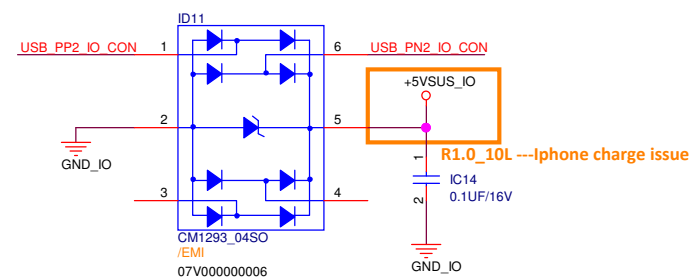 ID11
USB_PP2_IO_CON
1
6
USB_PN2_IO_CON
+5VSUS_IO
2
5
GND_IO
R1.0_10L ---Iphone charge issue
1
IC14
0.1UF/16V
2
3
4
CM1293_04SO
/EMI
GND_IO
07V000000006